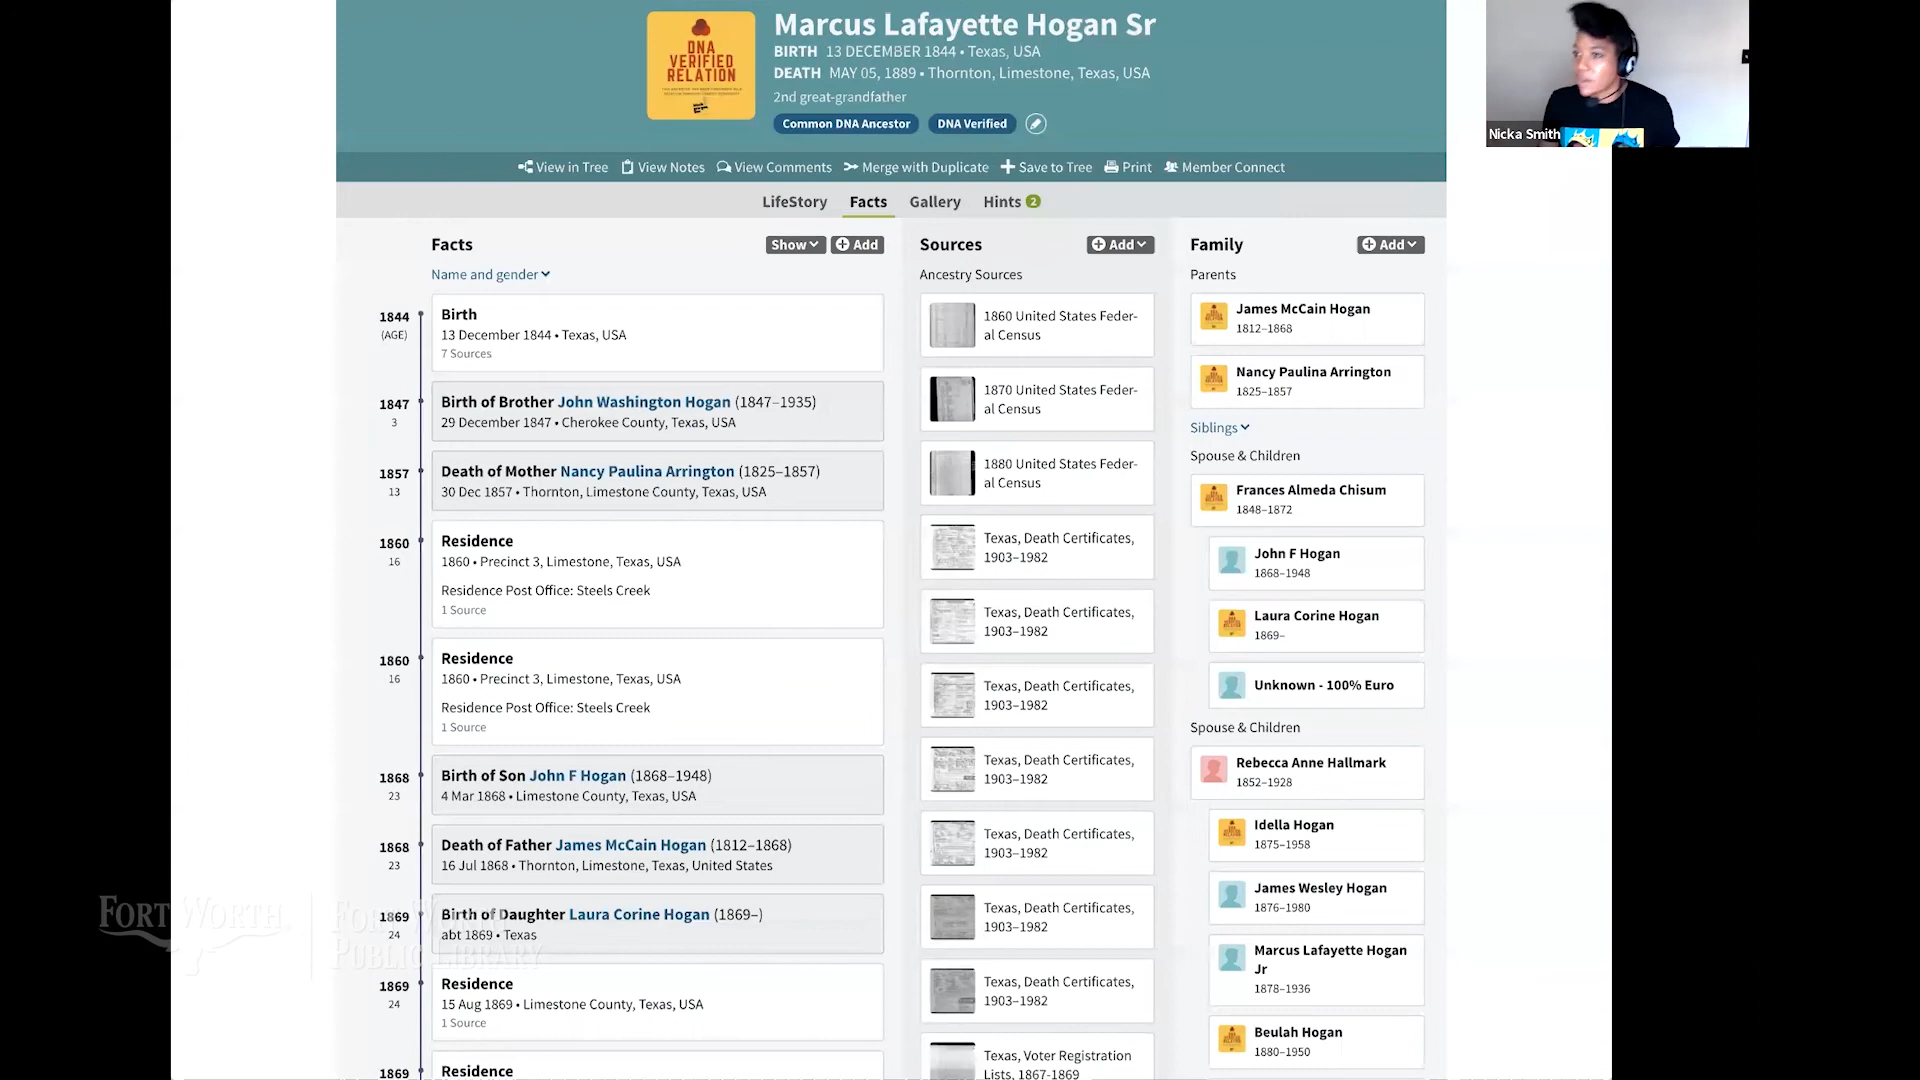 Marcus Lafayette Hogan Sr
BIRTH 13 DECEMBER 1844 • Texas, USA
DEATH MAY 05, 1889 • Thornton, Limestone, Texas, USA
2nd great-grandfather
Common DNA Ancestor
DNA Verified
DNA
VERIFIED
RELATION
Nicka Smith
View in Tree
View Notes
View Comments
Merge with Duplicate
Save to Tree
Print
Member Connect
LifeStory
Facts
Gallery
Hints 2
Facts
Show
Add
Name and gender
1844
(AGE)
Birth
13 December 1844 • Texas, USA
7 Sources
1847
3
Birth of Brother John Washington Hogan (1847–1935)
29 December 1847 • Cherokee County, Texas, USA
1857
13
Death of Mother Nancy Paulina Arrington (1825–1857)
30 Dec 1857 • Thornton, Limestone County, Texas, USA
1860
16
Residence
1860 • Precinct 3, Limestone, Texas, USA
Residence Post Office: Steels Creek
1 Source
1860
16
Residence
1860 • Precinct 3, Limestone, Texas, USA
Residence Post Office: Steels Creek
1 Source
1868
23
Birth of Son John F Hogan (1868–1948)
4 Mar 1868 • Limestone County, Texas, USA
1868
23
Death of Father James McCain Hogan (1812–1868)
16 Jul 1868 • Thornton, Limestone, Texas, United States
1869
24
Birth of Daughter Laura Corine Hogan (1869–)
abt 1869 • Texas
1869
24
Residence
15 Aug 1869 • Limestone County, Texas, USA
1 Source
1869
Residence
Sources
Add
Ancestry Sources
1860 United States Feder-
al Census
1870 United States Feder-
al Census
1880 United States Feder-
al Census
Texas, Death Certificates,
1903–1982
Texas, Death Certificates,
1903–1982
Texas, Death Certificates,
1903–1982
Texas, Death Certificates,
1903–1982
Texas, Death Certificates,
1903–1982
Texas, Death Certificates,
1903–1982
Texas, Death Certificates,
1903–1982
Texas, Voter Registration
Lists, 1867-1869
Family
Add
Parents
James McCain Hogan
1812–1868
Nancy Paulina Arrington
1825–1857
Siblings
Spouse & Children
Frances Almeda Chisum
1848–1872
John F Hogan
1868–1948
Laura Corine Hogan
1869–
Unknown - 100% Euro
Spouse & Children
Rebecca Anne Hallmark
1852–1928
Idella Hogan
1875–1958
James Wesley Hogan
1876–1980
Marcus Lafayette Hogan
Jr
1878–1936
Beulah Hogan
1880–1950
FORT WORTH
FORT WORTH
PUBLIC LIBRARY